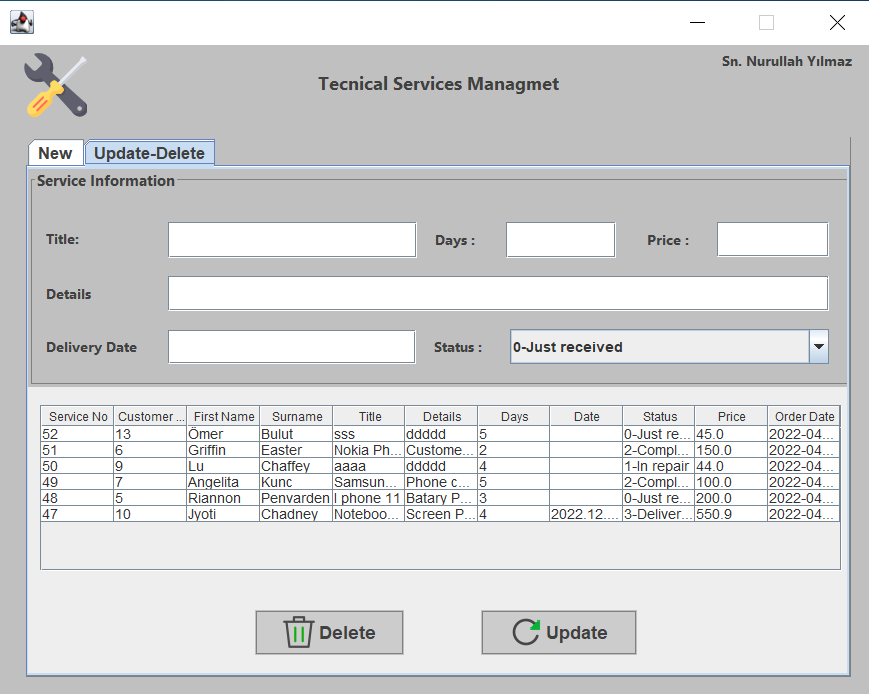 Sn. Nurullah Yılmaz
Tecnical Services Managmet
New Update-Delete
Service Information
Title: Days : Price :
Details
Delivery Date Status : 0-Just received
Service No Customer ... First Name Surname Title Details Days Date Status Price Order Date
52 13 Ömer Bulut sss ddddd 5 0-Just re... 45.0 2022-04...
51 6 Griffin Easter Nokia Ph... Custome... 2 2-Compl... 150.0 2022-04...
50 9 Lu Chaffey aaaa ddddd 4 1-In repair 44.0 2022-04...
49 7 Angelita Kunc Samsun... Phone c... 5 2-Compl... 100.0 2022-04...
48 5 Riannon Penvarden I phone 11 Batary P... 3 0-Just re... 200.0 2022-04...
47 10 Jyoti Chadney Noteboo... Screen P... 4 2022.12.... 3-Deliver... 550.9 2022-04...
Delete Update